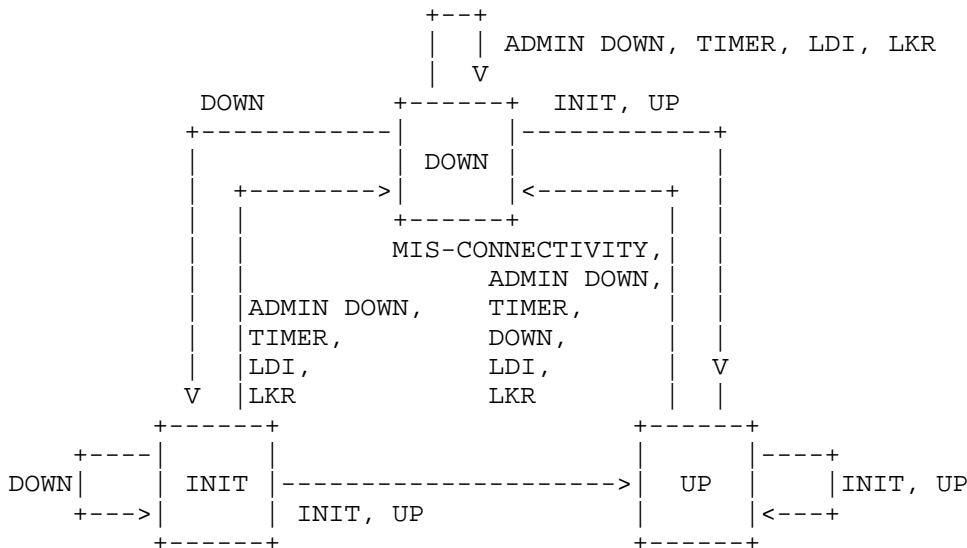 ADMIN DOWN, TIMER, LDI, LKR
DOWN INIT, UP
DOWN
MIS-CONNECTIVITY,
ADMIN DOWN,
ADMIN DOWN, TIMER,
TIMER, DOWN,
LDI, LDI,
LKR LKR
DOWN INIT UP INIT, UP
INIT, UP